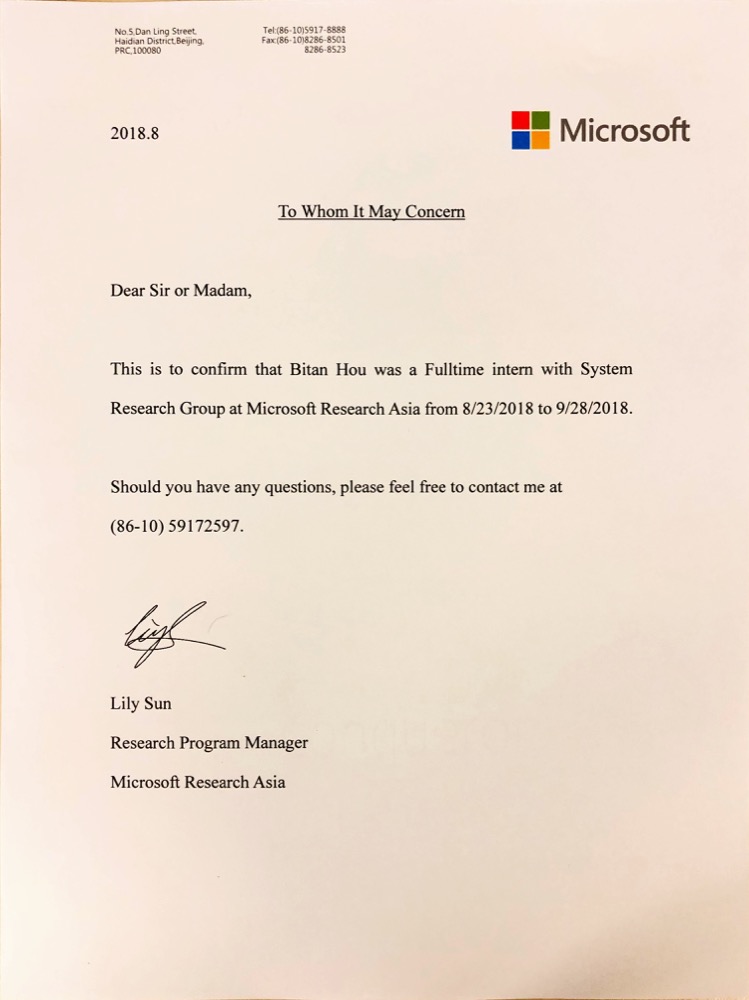 No.5,Dan Ling Street,
Haidian District,Beijing,
PRC,100080
Tel:(86-10)5917-8888
Fax:(86-10)8286-8501
8286-8523
2018.8
Microsoft
To Whom It May Concern
Dear Sir or Madam,
This is to confirm that Bitan Hou was a Fulltime intern with System
Research Group at Microsoft Research Asia from 8/23/2018 to 9/28/2018.
Should you have any questions, please feel free to contact me at
(86-10) 59172597.
Lily Sun
Research Program Manager
Microsoft Research Asia